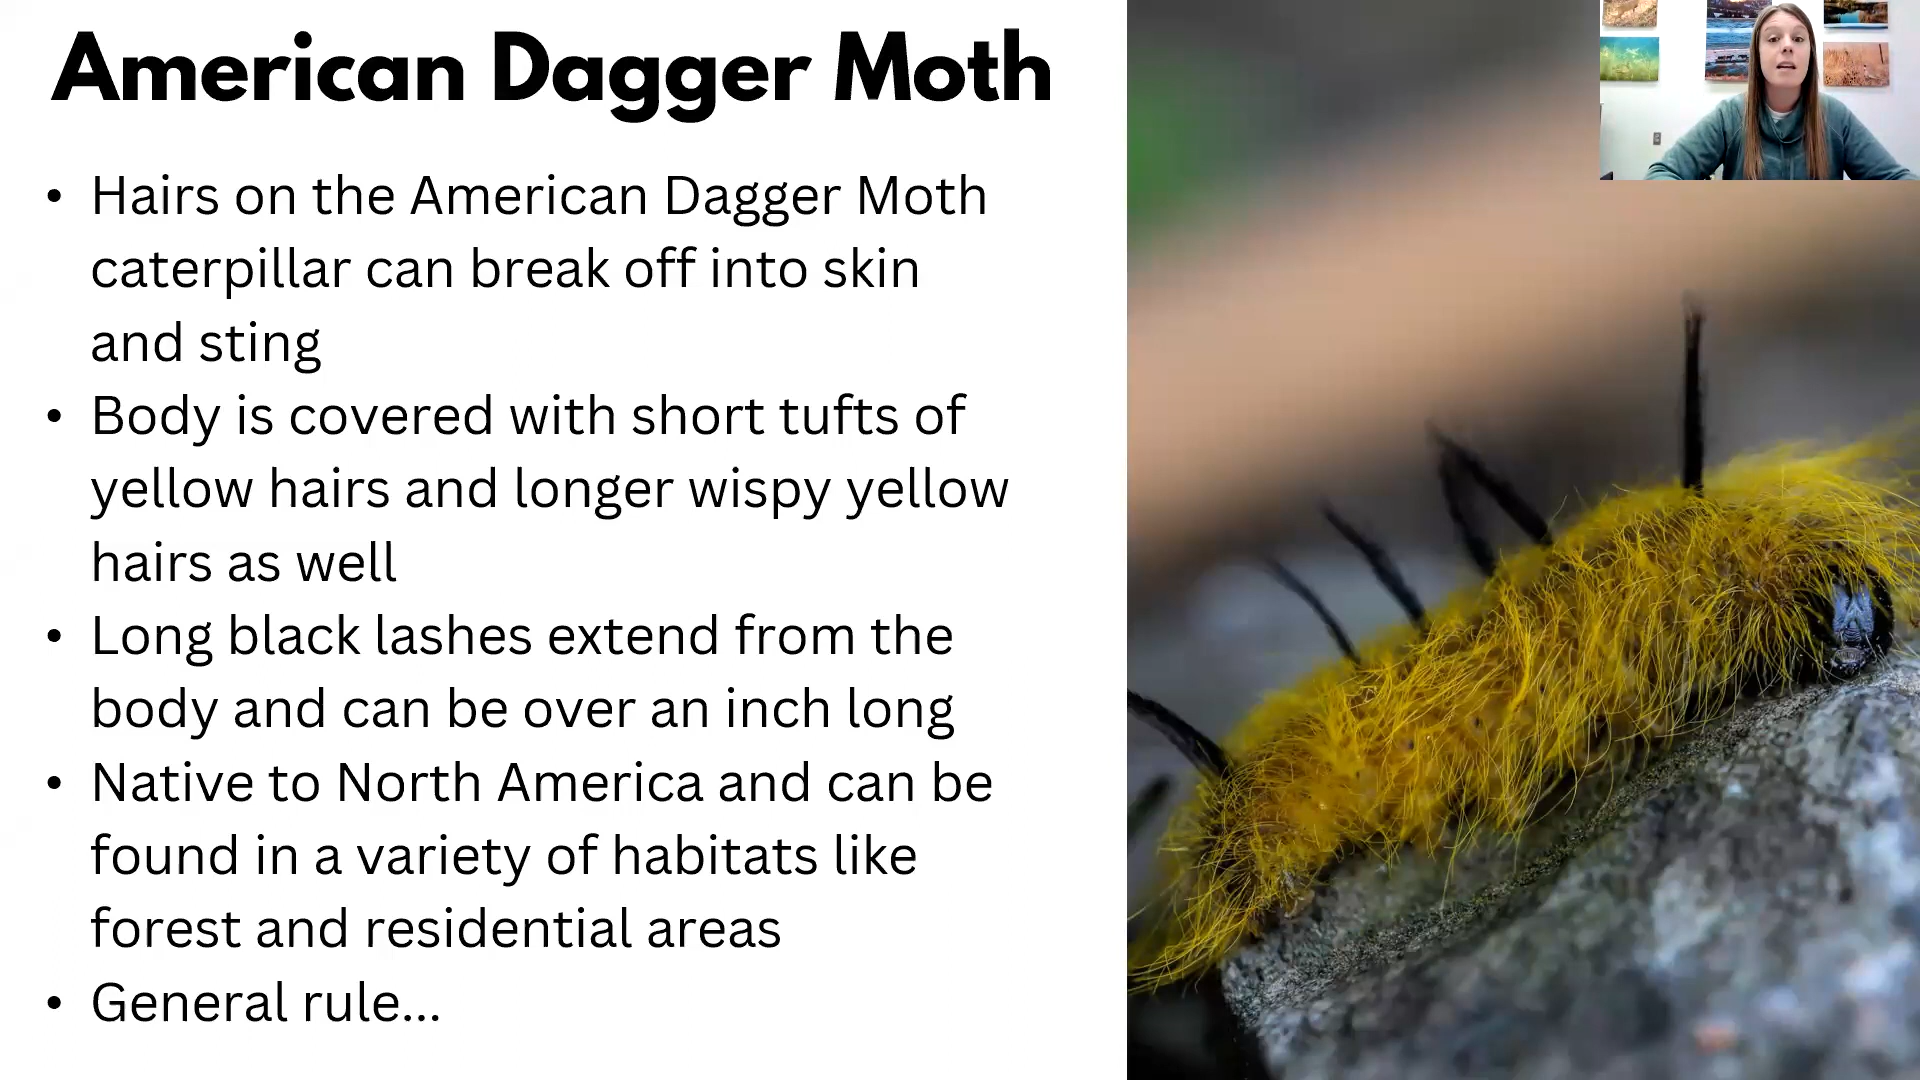 American Dagger Moth
• Hairs on the American Dagger Moth
caterpillar can break off into skin
and sting
• Body is covered with short tufts of
yellow hairs and longer wispy yellow
hairs as well
• Long black lashes extend from the
body and can be over an inch long
• Native to North America and can be
found in a variety of habitats like
forest and residential areas
• General rule...